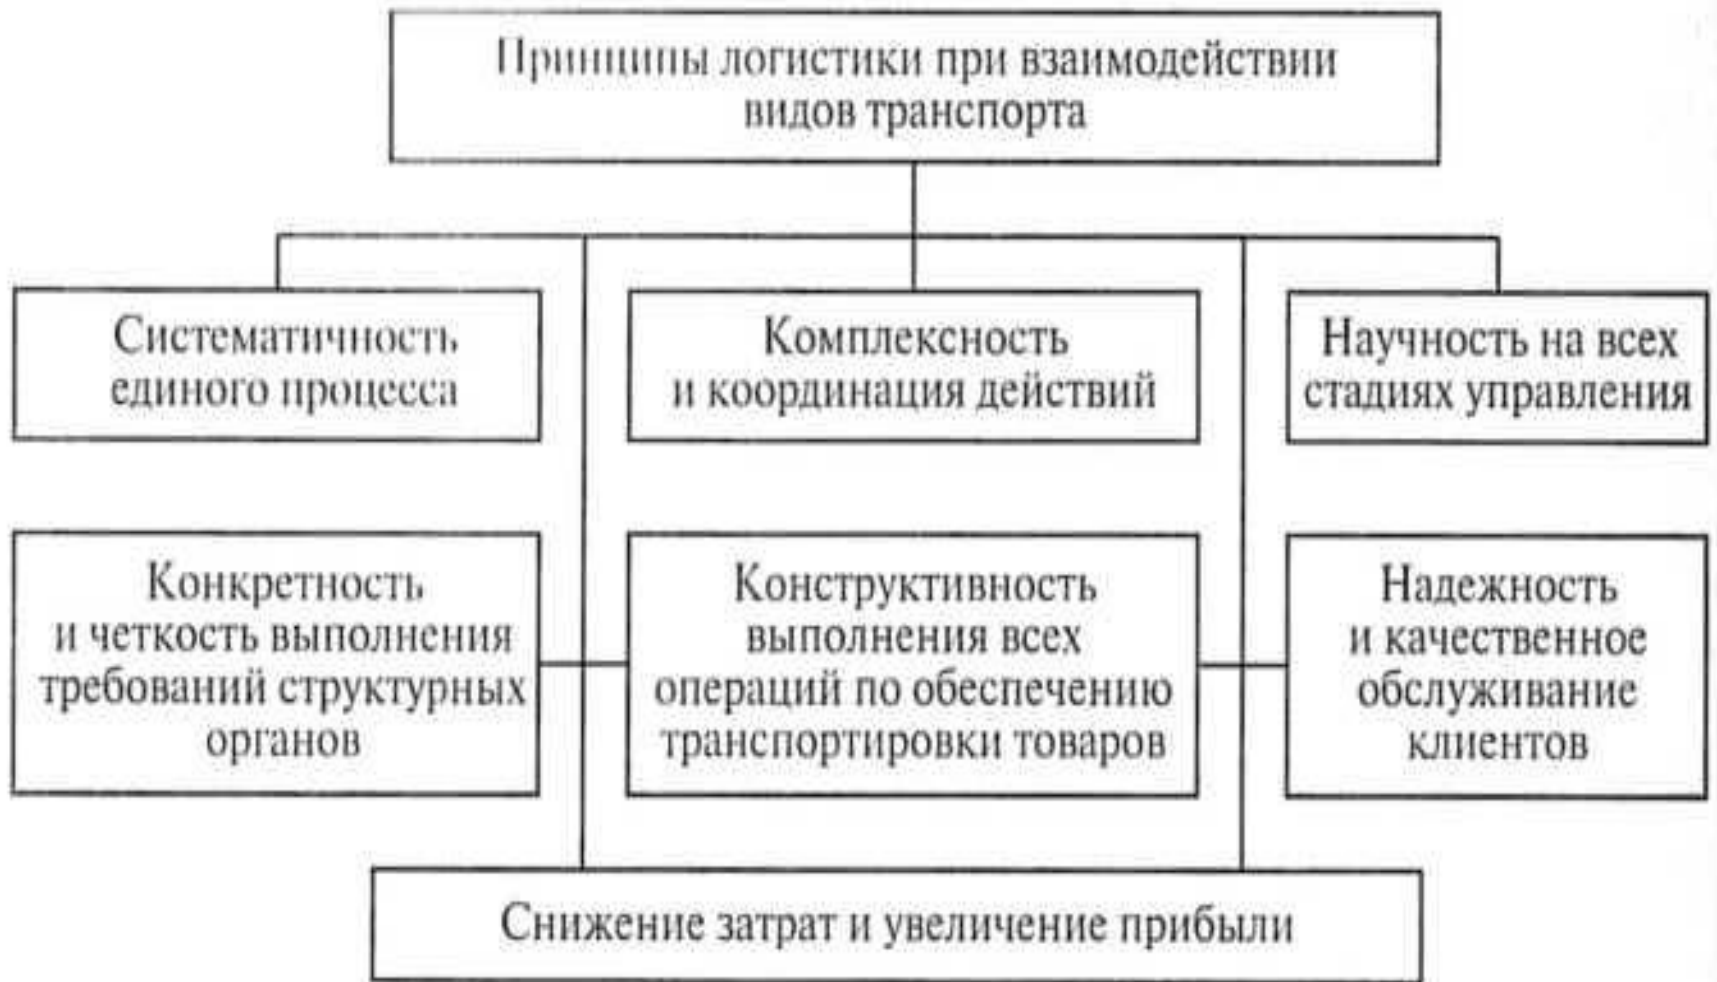 Принципы логистики при взаимодействии
видов транспорта
Систематичность
единого процесса
Комплексность
и координация действий
Научность на всех
стадиях управления
Конкретность
и четкость выполнения
требований структурных
органов
Конструктивность
выполнения всех
операций по обеспечению
транспортировки товаров
Надежность
и качественное
обслуживание
клиентов
Снижение затрат и увеличение прибыли